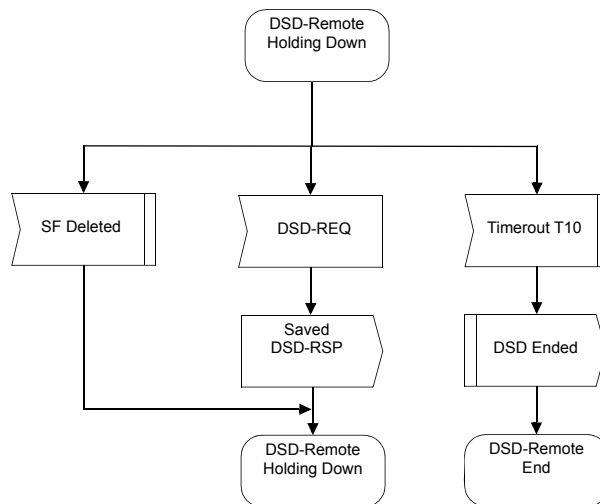 DSD-Remote
Holding Down
SF Deleted
DSD-REQ
Timerout T10
Saved
DSD-RSP
DSD Ended
DSD-Remote
Holding Down
DSD-Remote
End